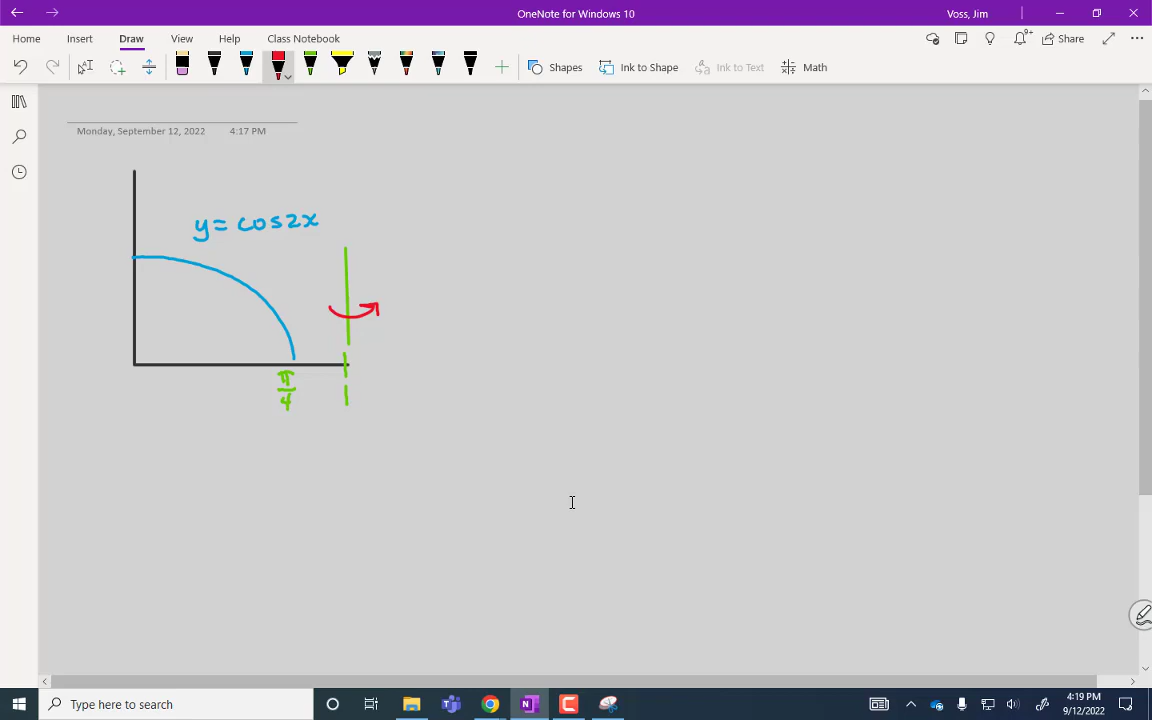 OneNote for Windows 10
Voss, Jim
Home
Insert
Draw
View
Help
Class Notebook
9+
Share
Shapes
Ink to Shape
Ink to Text
Math
Monday, September 12, 2022
4:17 PM
y = cos2x
π/4
Type here to search
4:19 PM
9/12/2022